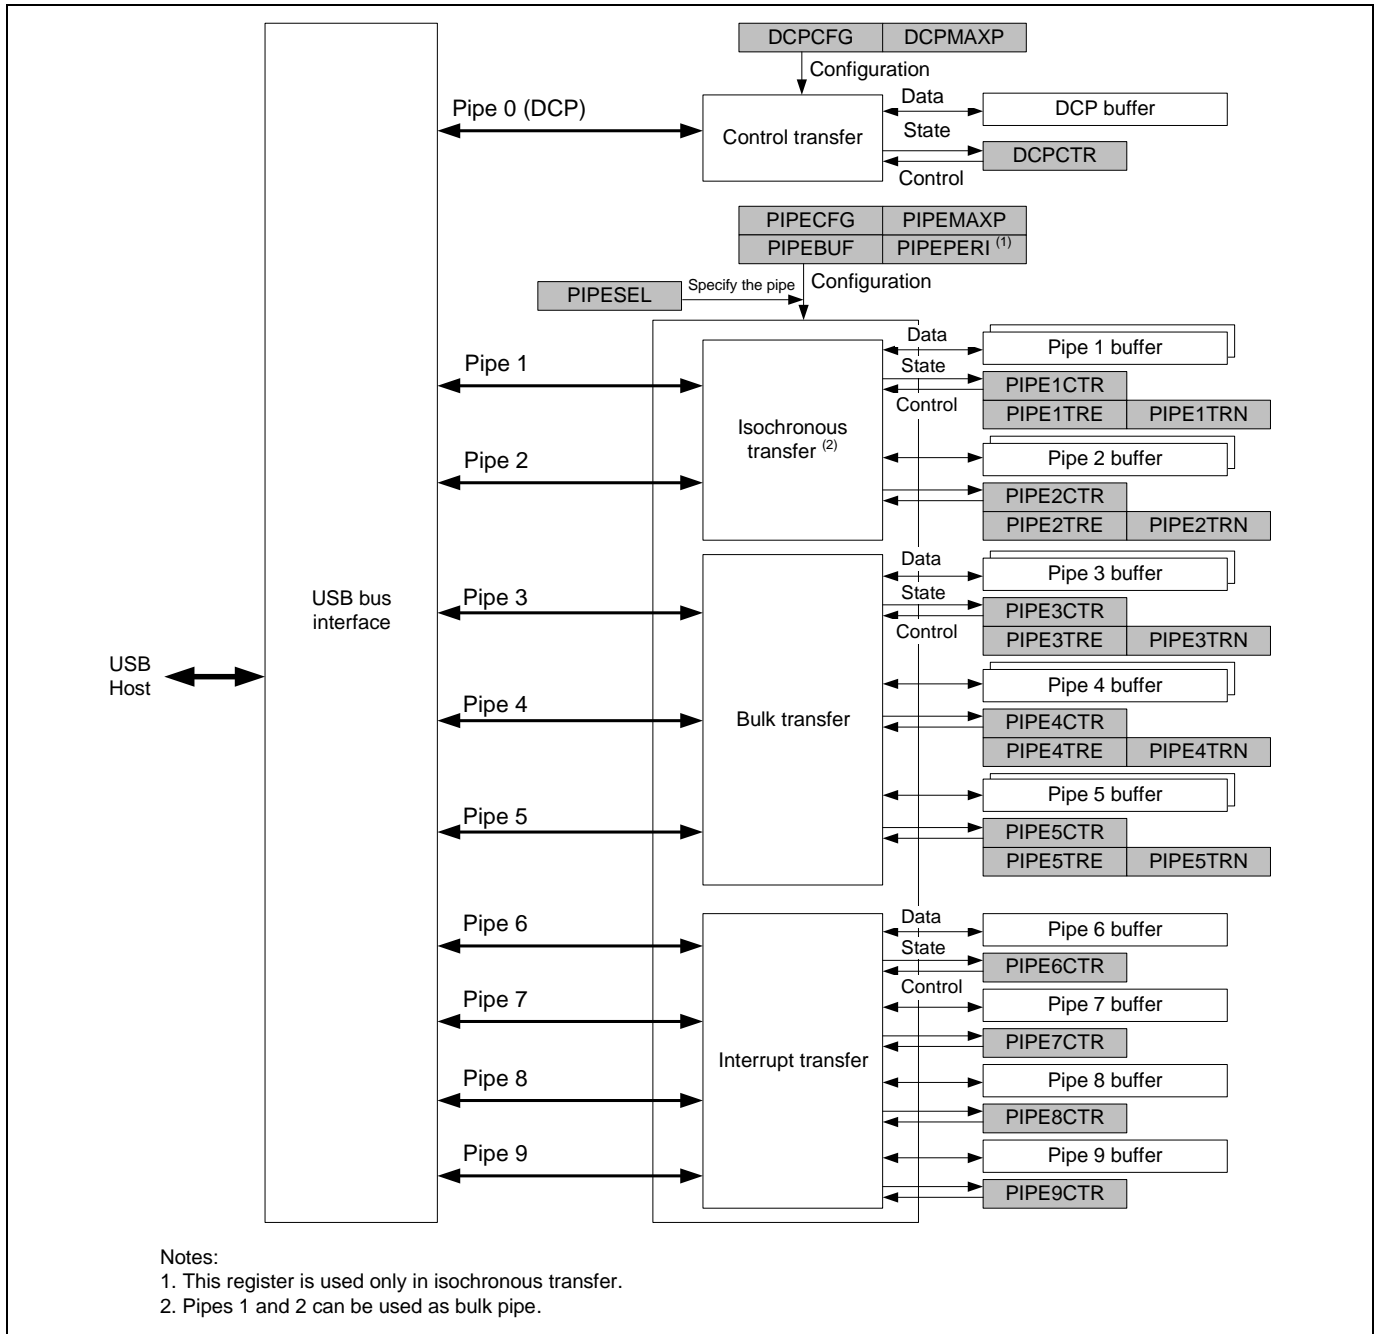 DCPCFG DCPMAXP
Configuration
Pipe 0 (DCP)
Control transfer
Data
DCP buffer
State
DCPCTR
Control
PIPECFG PIPEMAXP
PIPEBUF PIPEPERI (1)
PIPESEL
Specify the pipe
Configuration
Pipe 1
Pipe 2
Isochronous
transfer (2)
Data
Pipe 1 buffer
State
PIPE1CTR
Control
PIPE1TRE PIPE1TRN
Pipe 2 buffer
PIPE2CTR
PIPE2TRE PIPE2TRN
USB
Host
USB bus
interface
Pipe 3
Pipe 4
Pipe 5
Bulk transfer
Data
Pipe 3 buffer
State
PIPE3CTR
Control
PIPE3TRE PIPE3TRN
Pipe 4 buffer
PIPE4CTR
PIPE4TRE PIPE4TRN
Pipe 5 buffer
PIPE5CTR
PIPE5TRE PIPE5TRN
Pipe 6
Pipe 7
Pipe 8
Pipe 9
Interrupt transfer
Data
Pipe 6 buffer
State
PIPE6CTR
Control
Pipe 7 buffer
PIPE7CTR
Pipe 8 buffer
PIPE8CTR
Pipe 9 buffer
PIPE9CTR
Notes:
1. This register is used only in isochronous transfer.
2. Pipes 1 and 2 can be used as bulk pipe.